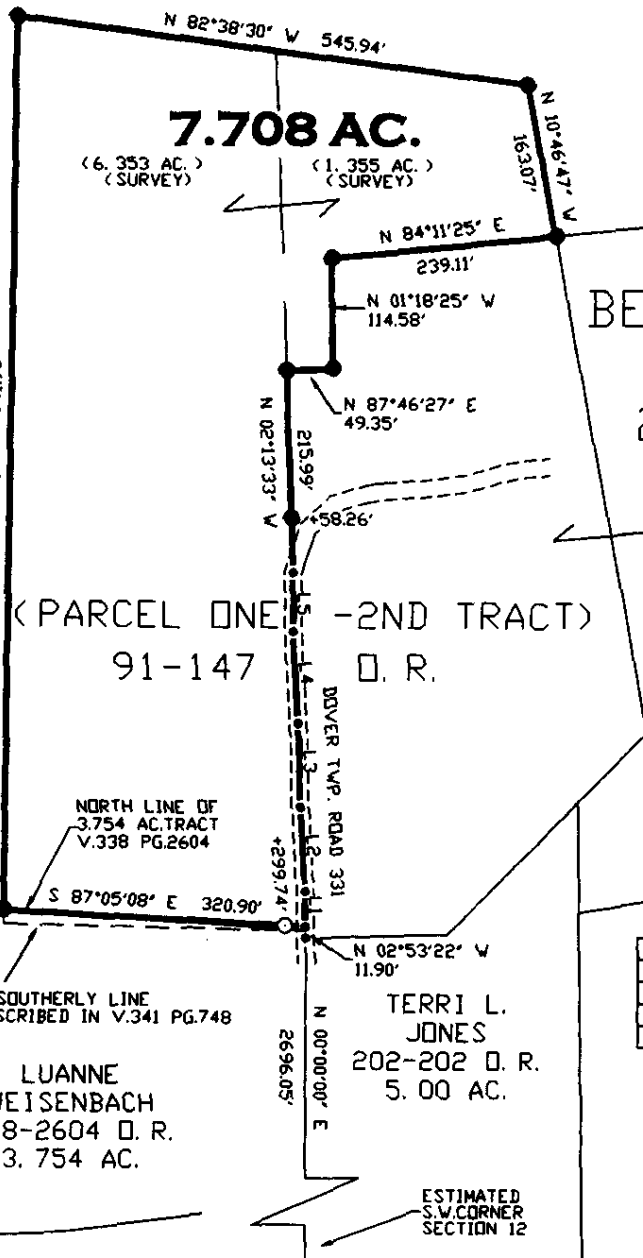 N 82°38'30" W 545.94'
7.708 AC.
(6.353 AC.)
(SURVEY)
(1.355 AC.)
(SURVEY)
N 10°46'47" W
163.07'
N 84°11'25" E
239.11'
BE
N 01°18'25" W
114.58'
N 87°46'27" E
49.35'
N 02°13'33" W
215.99'
+58.26'
(PARCEL ONE -2ND TRACT)
91-147 O.R.
L5
L4
L3
L2
L1
DOVER TWP. ROAD 331
NORTH LINE OF
3.754 AC.TRACT
V.338 PG.2604
S 87°05'08" E 320.90'
+299.74'
N 02°53'22" W
11.90'
SOUTHERLY LINE
SCRIBED IN V.341 PG.748
TERRI L.
JONES
202-202 O.R.
5.00 AC.
N 00°00'00" E
2696.05'
LUANNE
EISENBACH
8-2604 O.R.
3.754 AC.
ESTIMATED
S.W.CORNER
SECTION 12